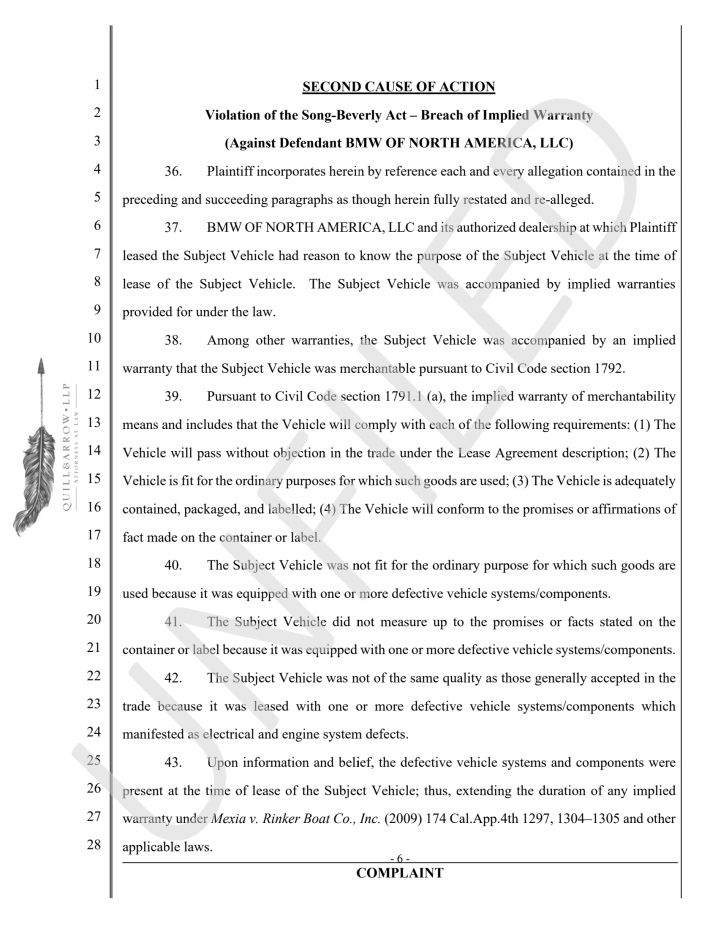 1 SECOND CAUSE OF ACTION
2 Violation of the Song-Beverly Act – Breach of Implied Warranty
3 (Against Defendant BMW OF NORTH AMERICA, LLC)
4 36. Plaintiff incorporates herein by reference each and every allegation contained in the
5 preceding and succeeding paragraphs as though herein fully restated and re-alleged.
6 37. BMW OF NORTH AMERICA, LLC and its authorized dealership at which Plaintiff
7 leased the Subject Vehicle had reason to know the purpose of the Subject Vehicle at the time of
8 lease of the Subject Vehicle. The Subject Vehicle was accompanied by implied warranties
9 provided for under the law.
10 38. Among other warranties, the Subject Vehicle was accompanied by an implied
11 warranty that the Subject Vehicle was merchantable pursuant to Civil Code section 1792.
12 39. Pursuant to Civil Code section 1791.1 (a), the implied warranty of merchantability
13 means and includes that the Vehicle will comply with each of the following requirements: (1) The
14 Vehicle will pass without objection in the trade under the Lease Agreement description; (2) The
15 Vehicle is fit for the ordinary purposes for which such goods are used; (3) The Vehicle is adequately
16 contained, packaged, and labelled; (4) The Vehicle will conform to the promises or affirmations of
17 fact made on the container or label.
18 40. The Subject Vehicle was not fit for the ordinary purpose for which such goods are
19 used because it was equipped with one or more defective vehicle systems/components.
20 41. The Subject Vehicle did not measure up to the promises or facts stated on the
21 container or label because it was equipped with one or more defective vehicle systems/components.
22 42. The Subject Vehicle was not of the same quality as those generally accepted in the
23 trade because it was leased with one or more defective vehicle systems/components which
24 manifested as electrical and engine system defects.
25 43. Upon information and belief, the defective vehicle systems and components were
26 present at the time of lease of the Subject Vehicle; thus, extending the duration of any implied
27 warranty under Mexia v. Rinker Boat Co., Inc. (2009) 174 Cal.App.4th 1297, 1304–1305 and other
28 applicable laws.
- 6 -
COMPLAINT
QUILL&ARROW•LLP
ATTORNEYS AT LAW
UNFILED